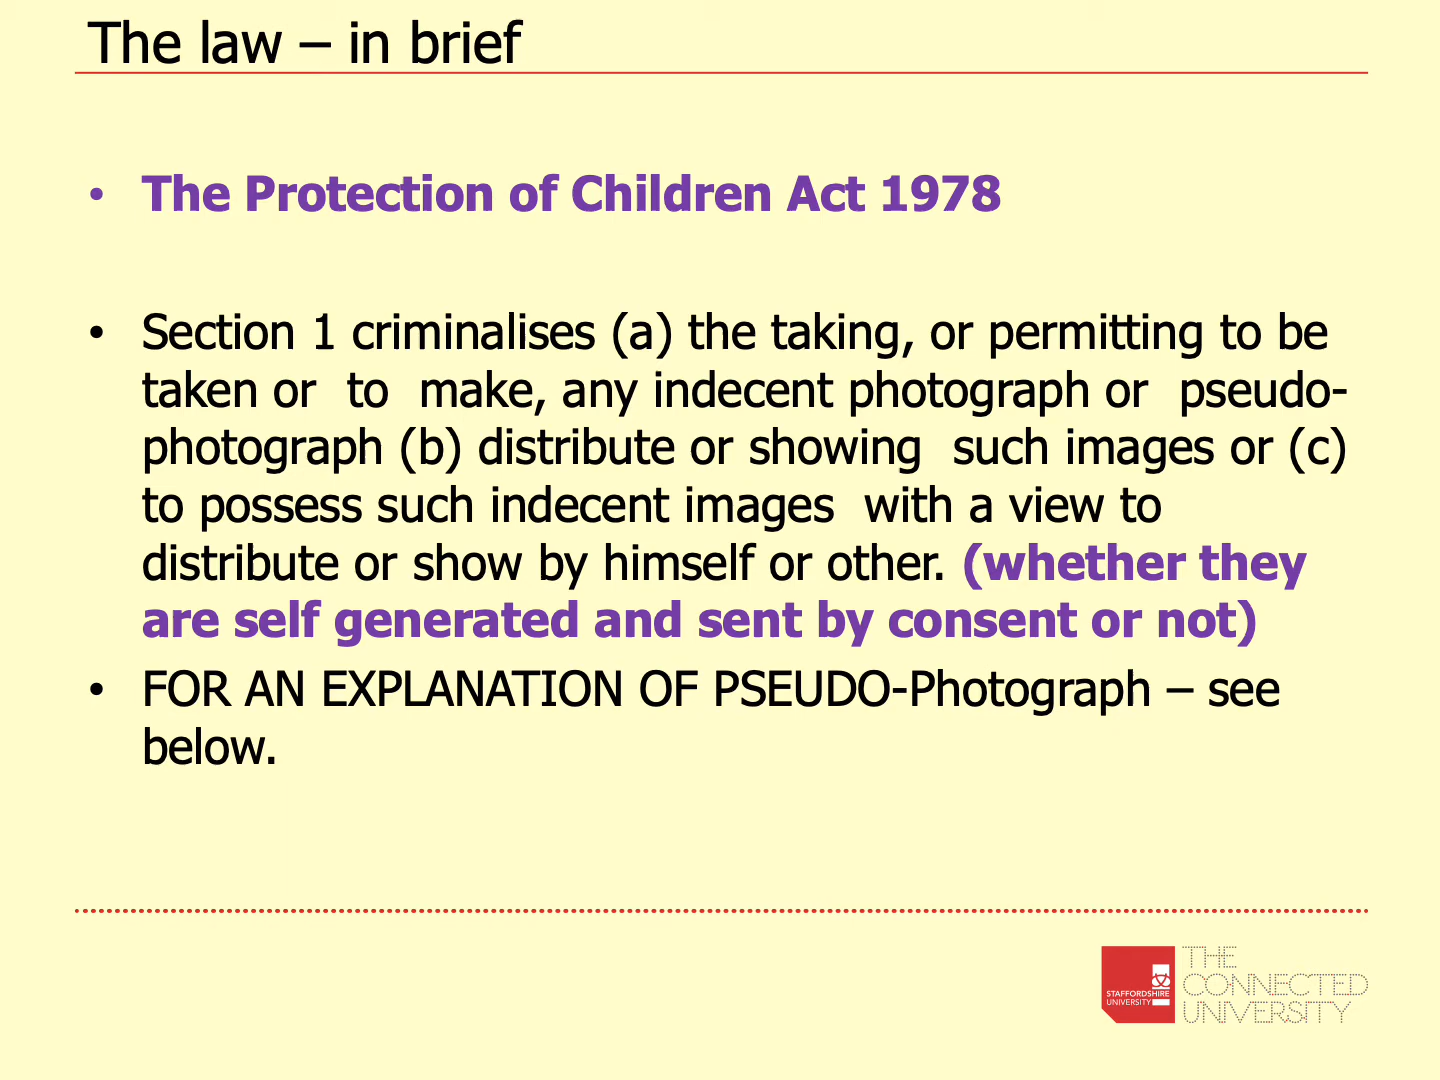 The law – in brief
• The Protection of Children Act 1978
• Section 1 criminalises (a) the taking, or permitting to be
taken or  to  make, any indecent photograph or  pseudo-
photograph (b) distribute or showing  such images or (c)
to possess such indecent images  with a view to
distribute or show by himself or other. (whether they
are self generated and sent by consent or not)
• FOR AN EXPLANATION OF PSEUDO-Photograph – see
below.
STAFFORDSHIRE
UNIVERSITY
THE
CONNECTED
UNIVERSITY